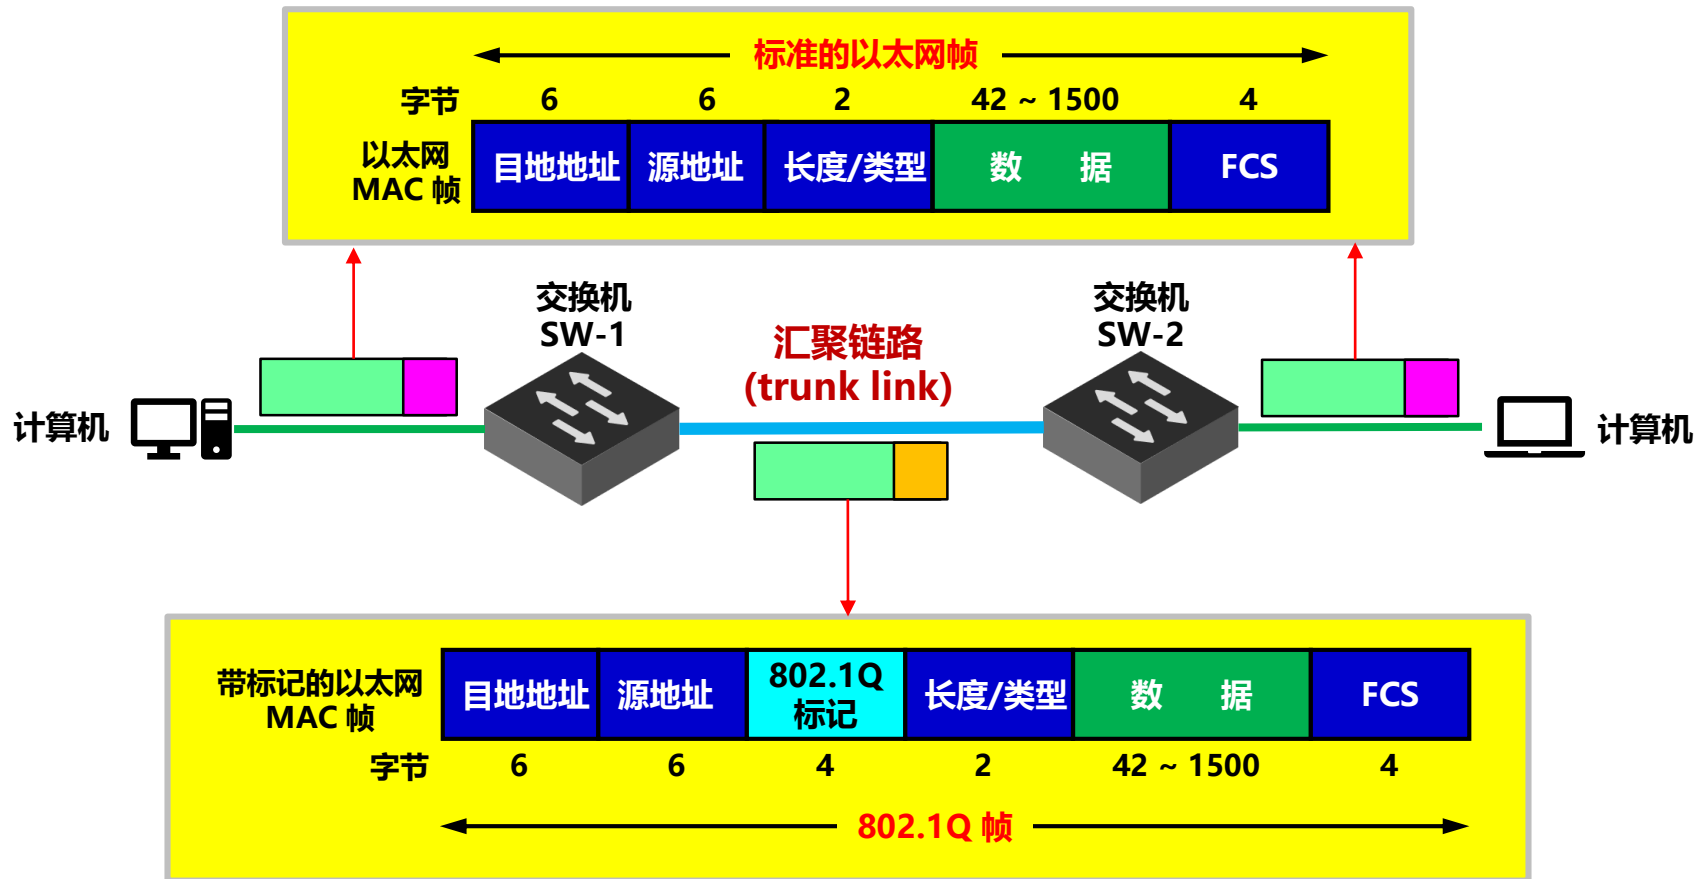 标准的以太网帧
字节 6 6 2 42 ~ 1500 4
以太网
MAC 帧
目地地址 源地址 长度/类型 数 据 FCS
交换机
SW-1
交换机
SW-2
汇聚链路
(trunk link)
计算机
计算机
带标记的以太网
MAC 帧
目地地址 源地址 802.1Q
标记 长度/类型 数 据 FCS
字节 6 6 4 2 42 ~ 1500 4
802.1Q 帧